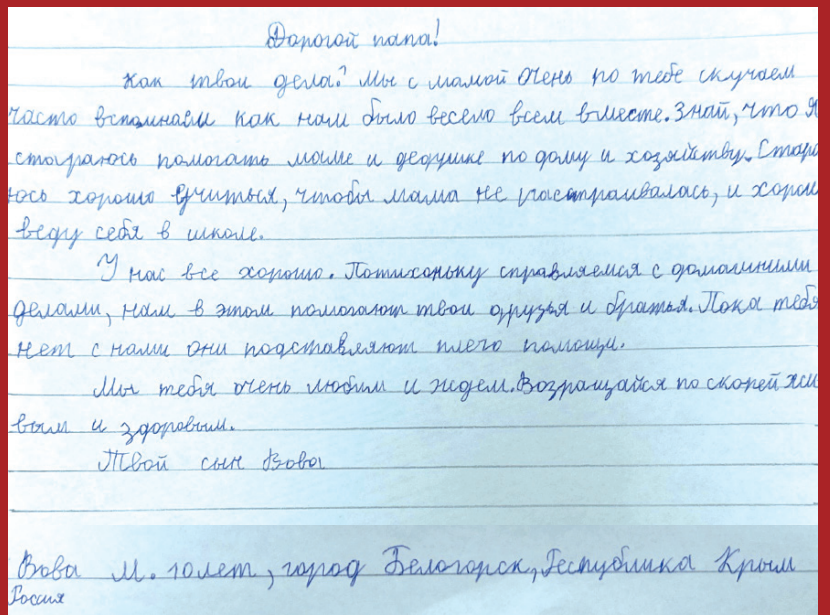 Дорогой папа!
Как твои дела? Мы с мамой очень по тебе скучаем
часто вспоминаем как нам было весело всем вместе. Знай, что я
стараюсь помогать маме и дедушке по дому и хозяйству. Стара
юсь хорошо учиться, чтобы мама не расстраивалась, и хорош
веду себя в школе.
У нас все хорошо. Потихоньку справляемся с домашними
делами, нам в этом помогают твои друзья и братья. Пока тебя
нет с нами они подставляют плечо помощи.
Мы тебя очень любим и ждем. Возращайся по скорей жи
вым и здоровым.
Твой сын Вова
Вова М. 10 лет, город Белогорск, Республика Крым
Россия